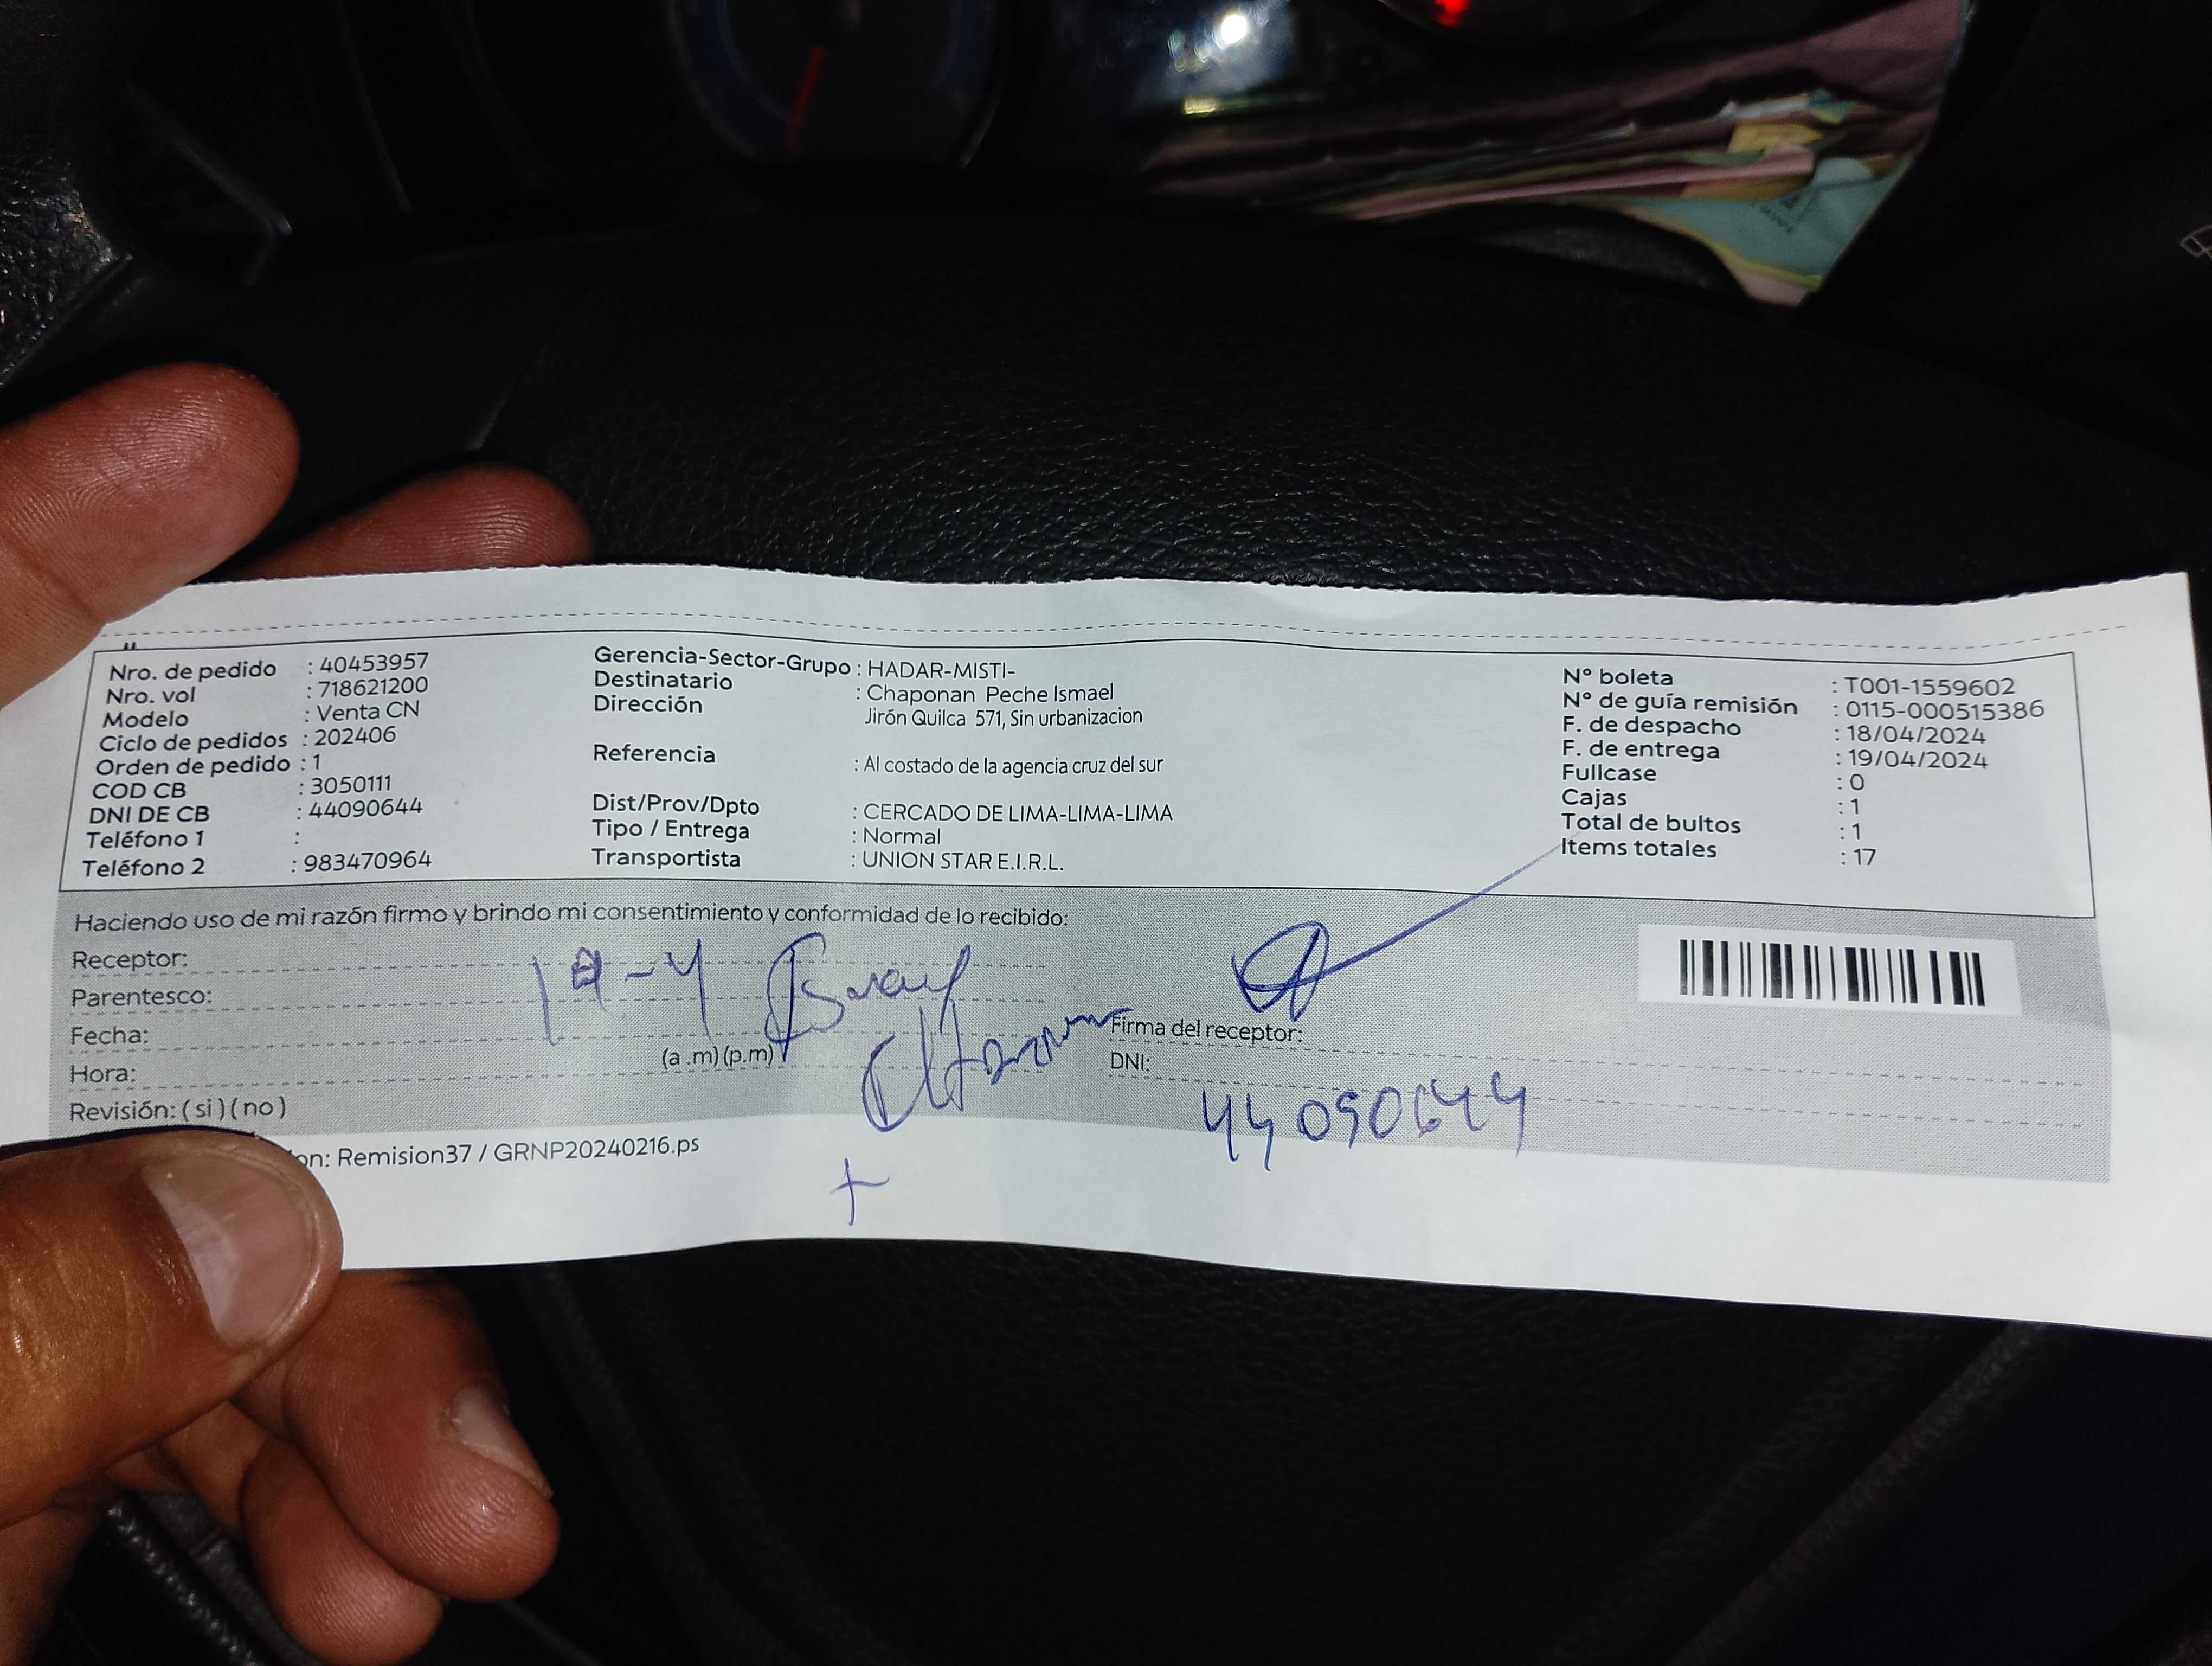 Nro. de pedido : 40453957
Nro. vol : 718621200
Modelo : Venta CN
Ciclo de pedidos : 202406
Orden de pedido : 1
COD CB : 3050111
DNI DE CB : 44090644
Teléfono 1 :
Teléfono 2 : 983470964
Gerencia-Sector-Grupo : HADAR-MISTI-
Destinatario : Chaponan Peche Ismael
Dirección Jirón Quilca 571, Sin urbanizacion
Referencia : Al costado de la agencia cruz del sur
Dist/Prov/Dpto : CERCADO DE LIMA-LIMA-LIMA
Tipo / Entrega : Normal
Transportista : UNION STAR E.I.R.L.
N° boleta : T001-1559602
N° de guía remisión : 0115-000515386
F. de despacho : 18/04/2024
F. de entrega : 19/04/2024
Fullcase : 0
Cajas : 1
Total de bultos : 1
Items totales : 17
Haciendo uso de mi razón firmo y brindo mi consentimiento y conformidad de lo recibido:
Receptor:
Parentesco:
19-4
Fecha:
Hora: (a.m)(p.m)
Revisión: (si)(no)
Firma del receptor:
DNI:
44090644
on: Remision37 / GRNP20240216.ps